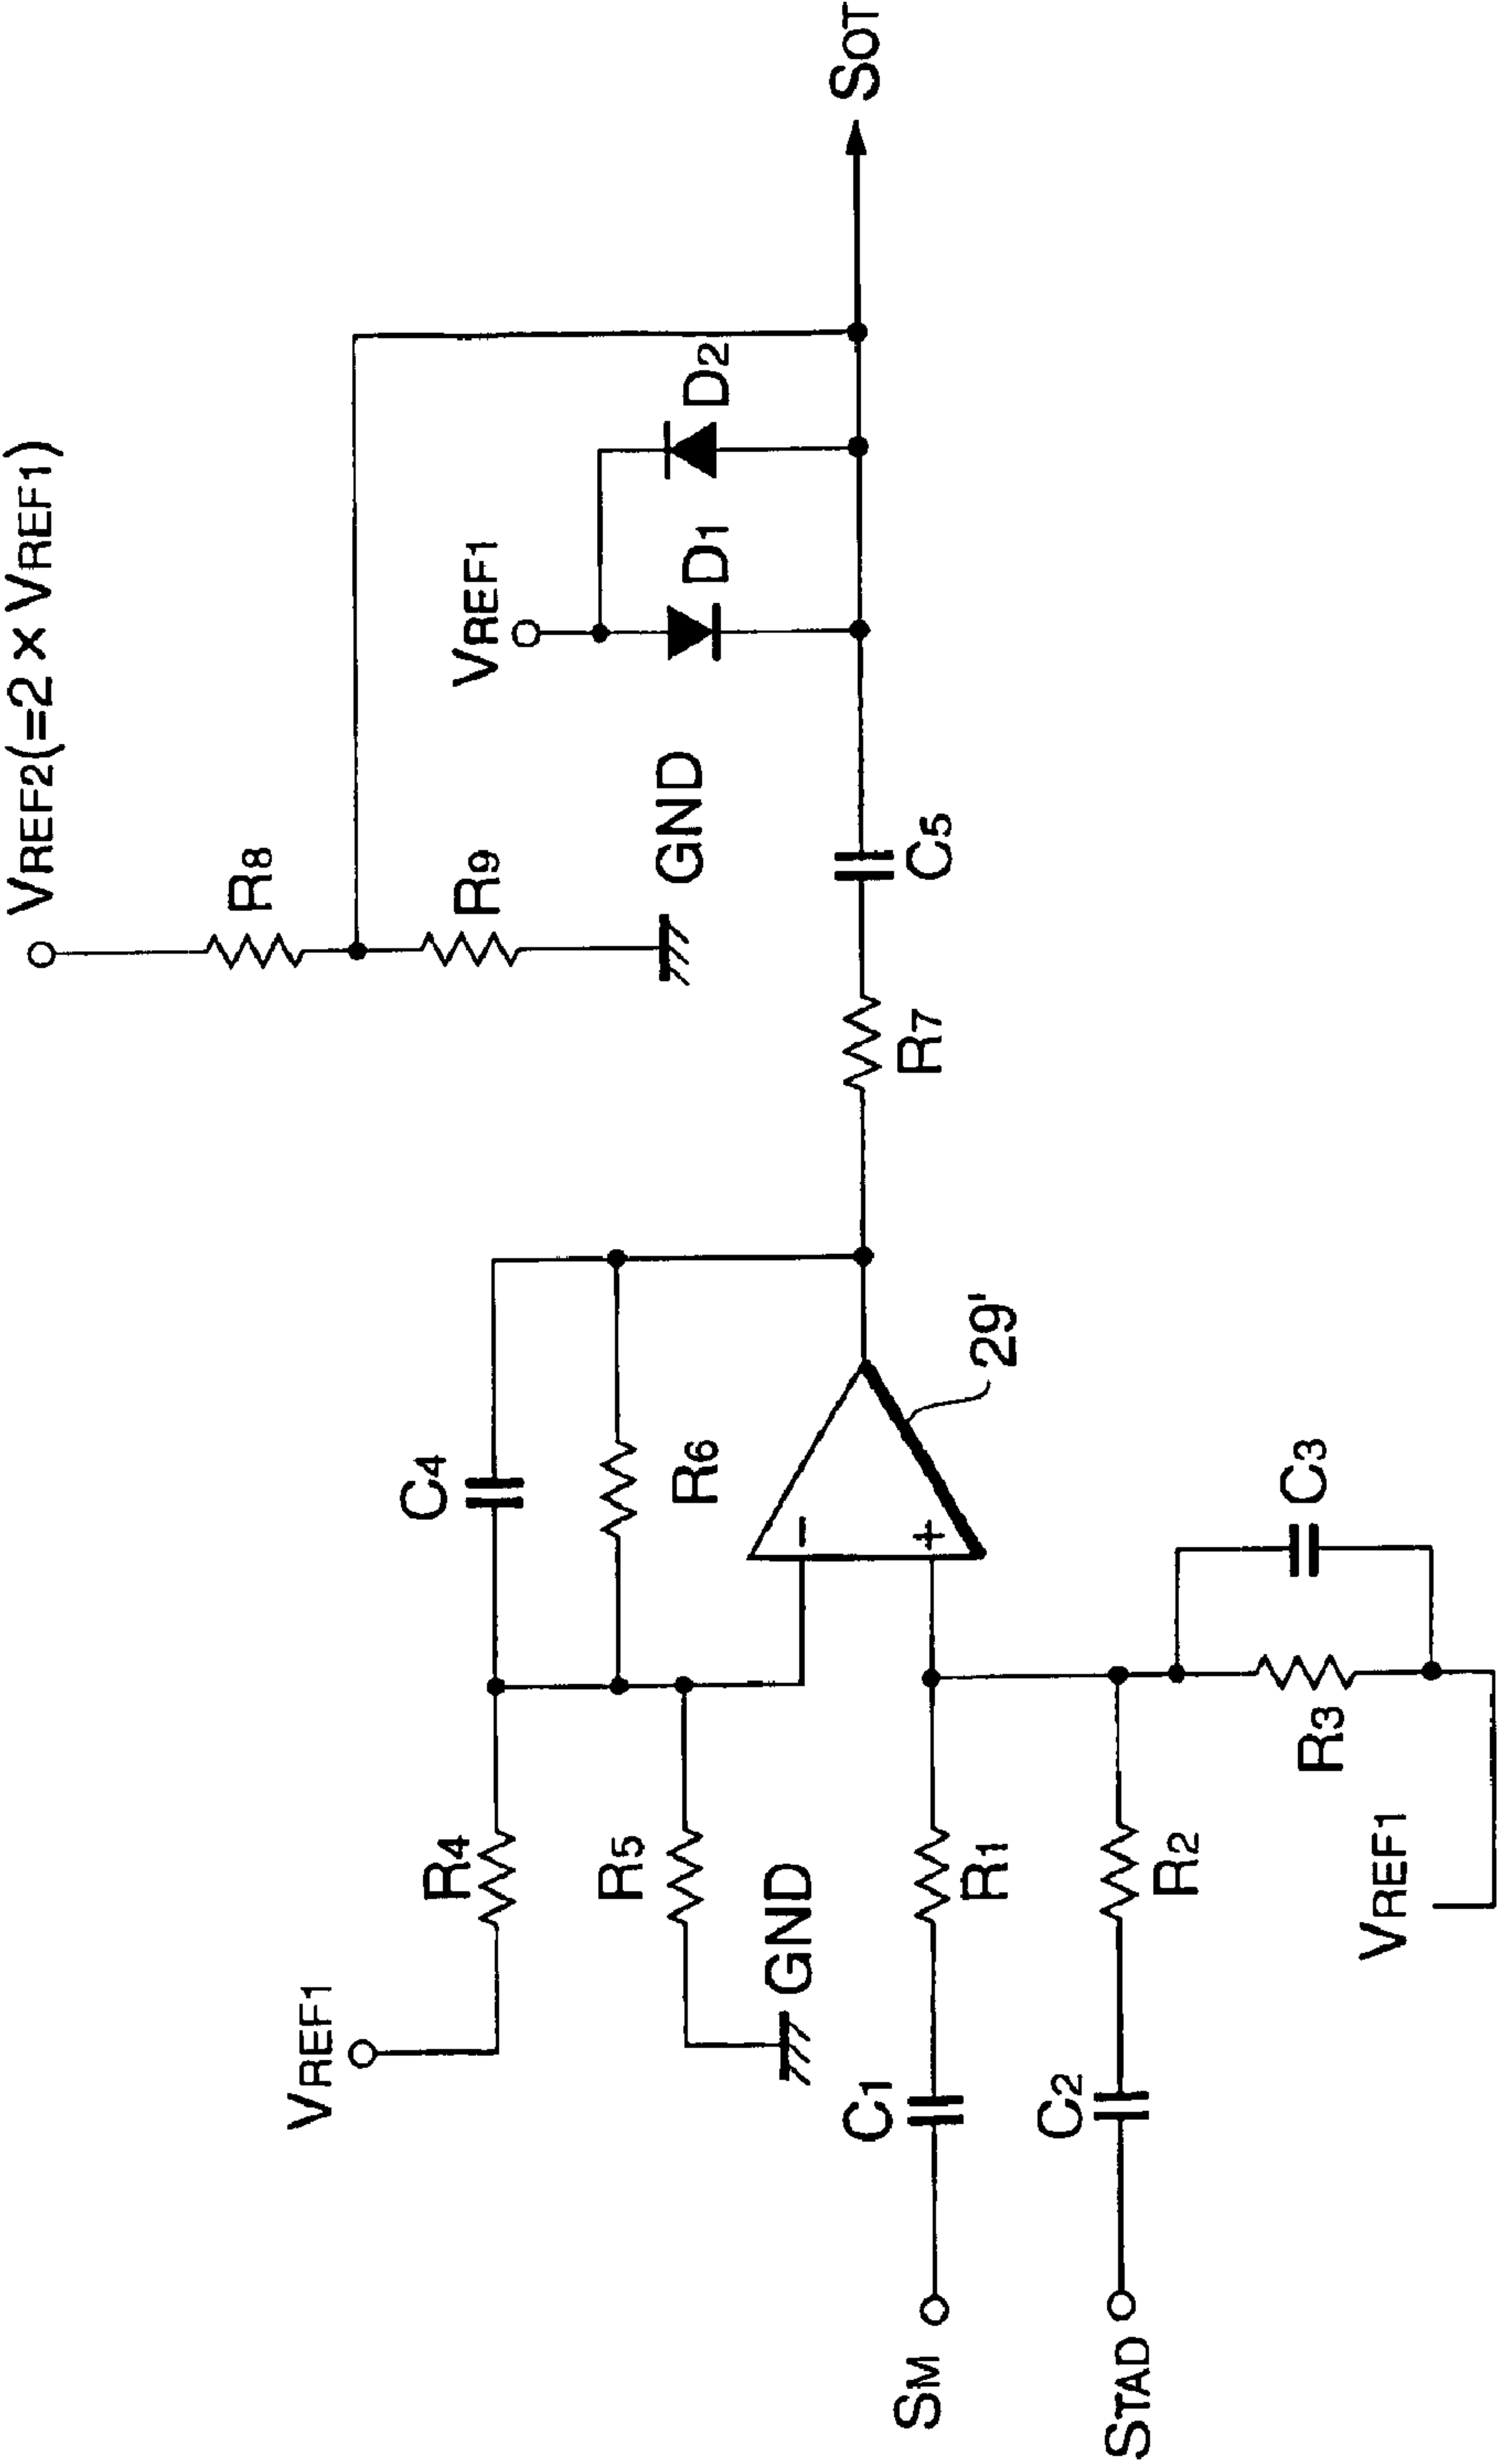 VREF2(=2 x VREF1)
R8
R9
GND
VREF1
D1
D2
SOT
C5
R7
C4
R6
29'
−
+
VREF1
R4
R5
GND
C1
R1
SM
C2
R2
STAD
C3
R3
VREF1